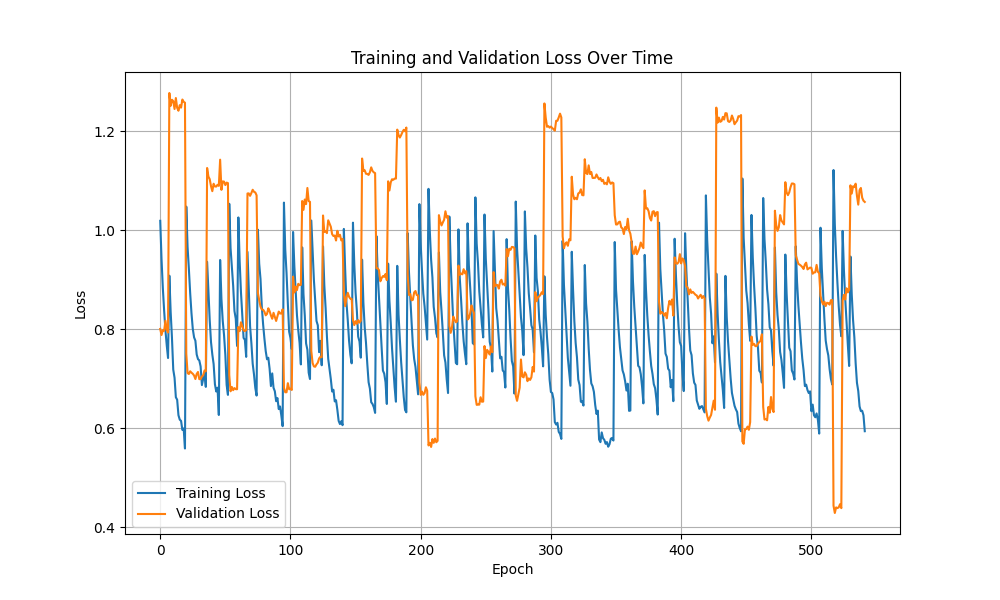 Training and Validation Loss Over Time
Loss
1.2
1.0
0.8
0.6
0.4
Training Loss
Validation Loss
0 100 200 300 400 500
Epoch